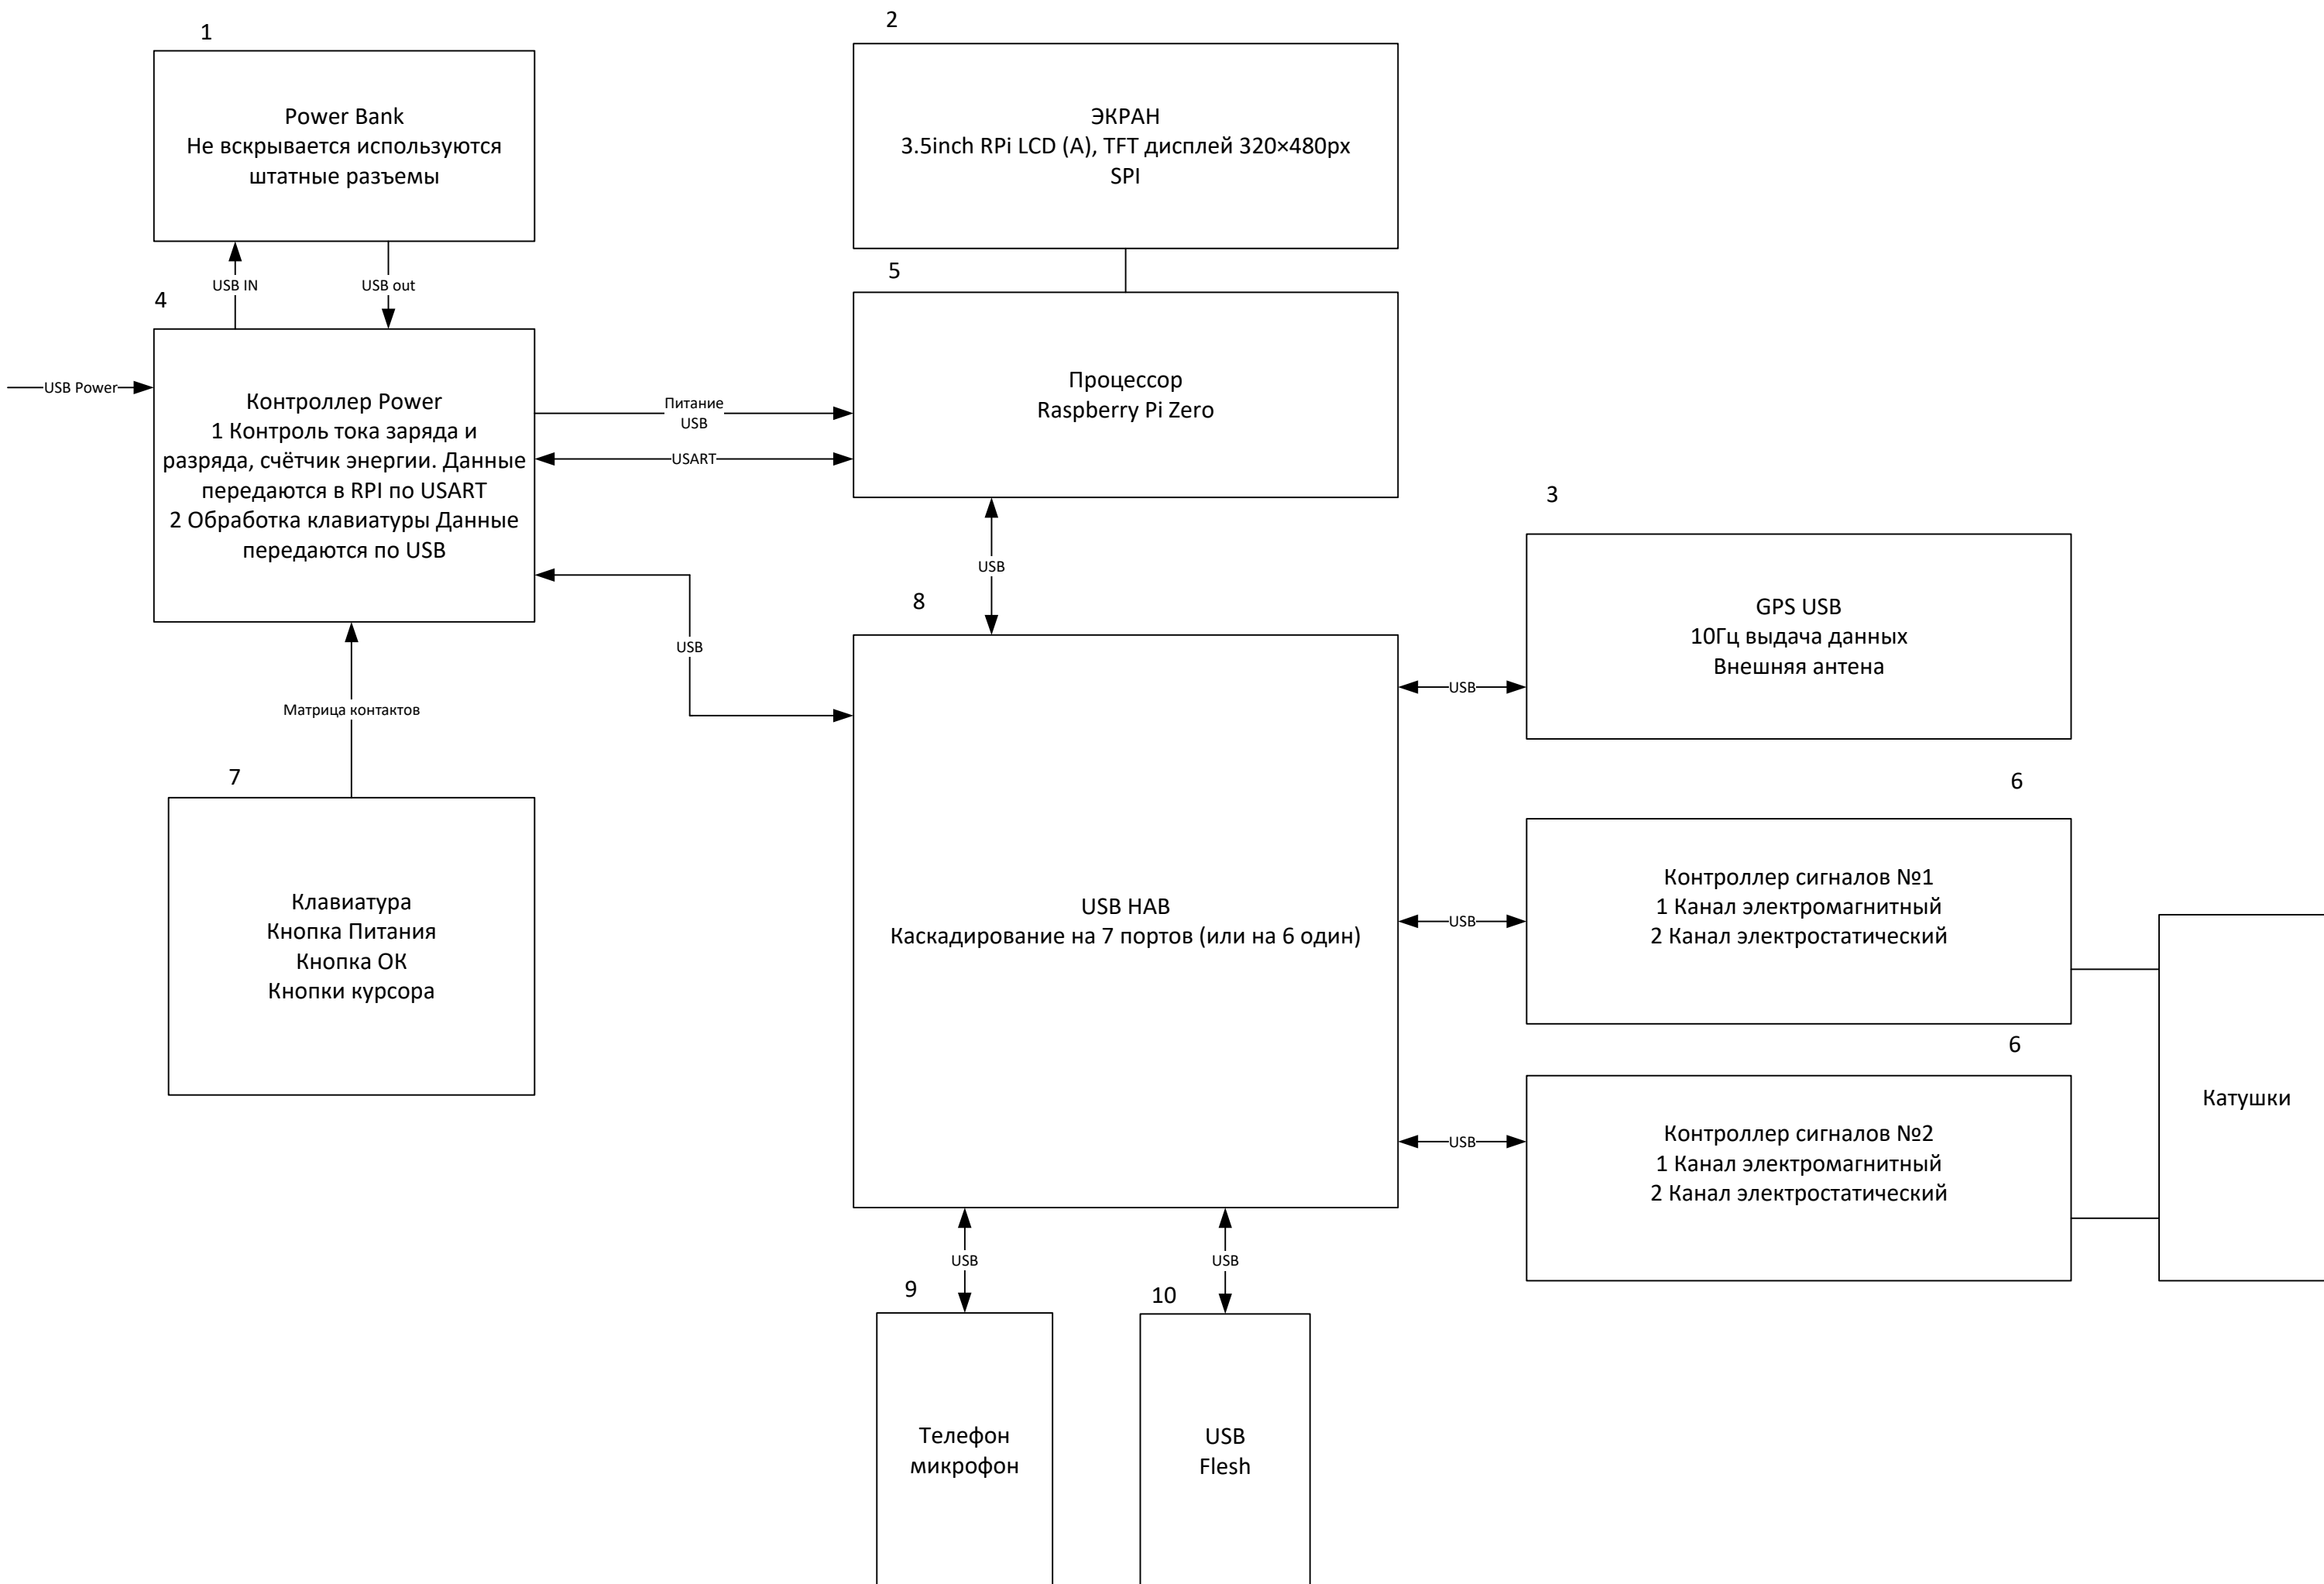 1
Power Bank
Не вскрывается используются
штатные разъемы
2
ЭКРАН
3.5inch RPi LCD (A), TFT дисплей 320×480px
SPI
USB IN
USB out
4
USB Power
Контроллер Power
1 Контроль тока заряда и
разряда, счётчик энергии. Данные
передаются в RPI по USART
2 Обработка клавиатуры Данные
передаются по USB
Питание
USB
USART
5
Процессор
Raspberry Pi Zero
USB
USB
3
GPS USB
10Гц выдача данных
Внешняя антена
USB
Матрица контактов
7
Клавиатура
Кнопка Питания
Кнопка ОК
Кнопки курсора
8
USB HAB
Каскадирование на 7 портов (или на 6 один)
USB
6
Контроллер сигналов №1
1 Канал электромагнитный
2 Канал электростатический
USB
6
Контроллер сигналов №2
1 Канал электромагнитный
2 Канал электростатический
Катушки
USB
USB
9
Телефон
микрофон
10
USB
Flesh